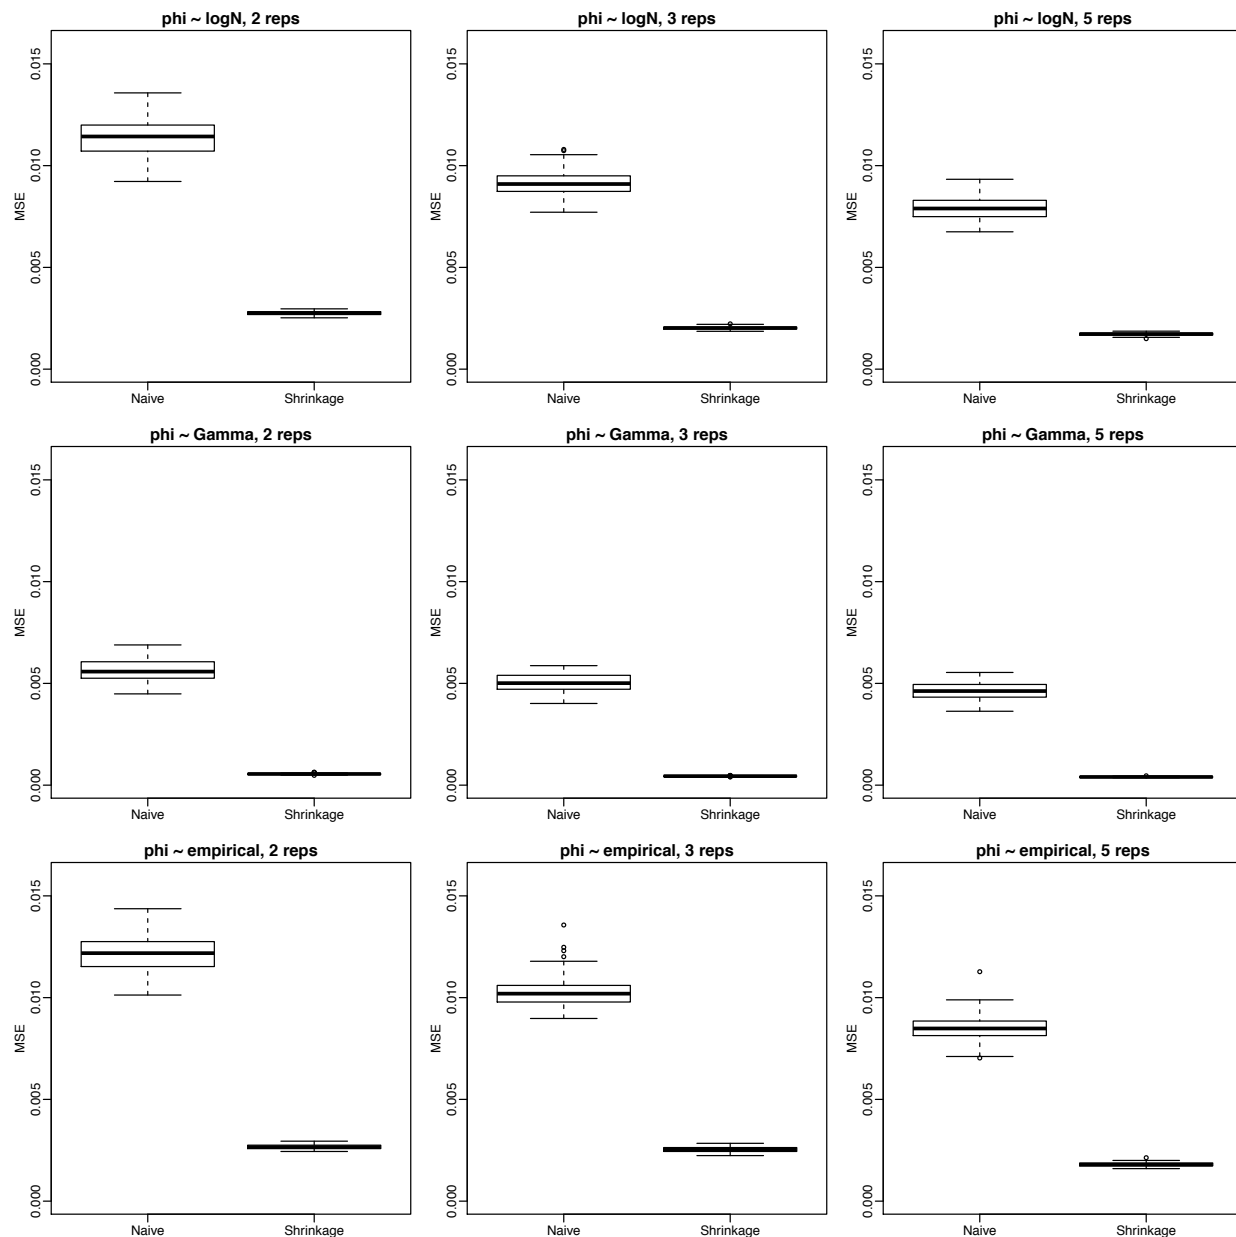 phi ~ logN, 2 reps
MSE
0.015
0.010
0.005
0.000
Naive Shrinkage
phi ~ logN, 3 reps
MSE
0.015
0.010
0.005
0.000
Naive Shrinkage
phi ~ logN, 5 reps
MSE
0.015
0.010
0.005
0.000
Naive Shrinkage
phi ~ Gamma, 2 reps
MSE
0.015
0.010
0.005
0.000
Naive Shrinkage
phi ~ Gamma, 3 reps
MSE
0.015
0.010
0.005
0.000
Naive Shrinkage
phi ~ Gamma, 5 reps
MSE
0.015
0.010
0.005
0.000
Naive Shrinkage
phi ~ empirical, 2 reps
MSE
0.015
0.010
0.005
0.000
Naive Shrinkage
phi ~ empirical, 3 reps
MSE
0.015
0.010
0.005
0.000
Naive Shrinkage
phi ~ empirical, 5 reps
MSE
0.015
0.010
0.005
0.000
Naive Shrinkage